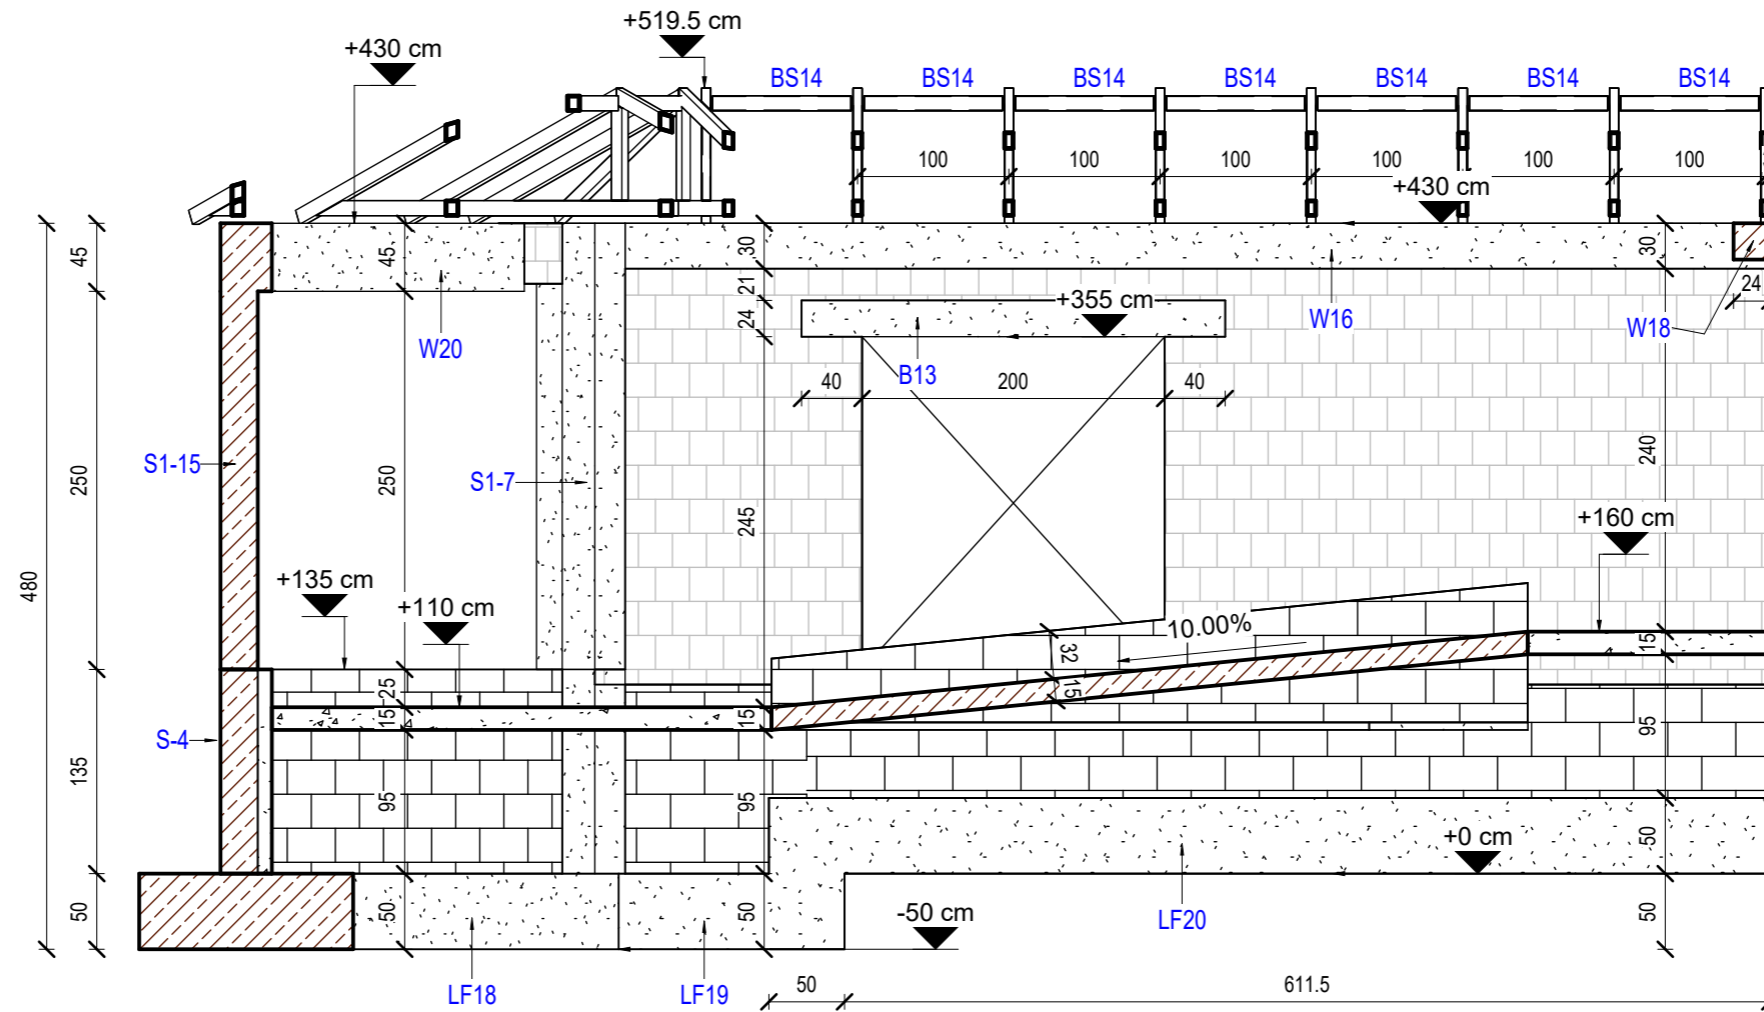 +519.5 cm
+430 cm
BS14 BS14 BS14 BS14 BS14 BS14 BS14
100 100 100 100 100 100
+430 cm
45 45 30 30
21 24
+355 cm
W20 W16 W18
24
B13
40 200 40
S1-15 S1-7
250 250 245 240
480
+160 cm
+135 cm
+110 cm
10.00%
32
15
25
15 15 15
S-4
135 95 95 95
+0 cm
50
50 50 50 50
-50 cm
LF20
LF18 LF19
50 611.5